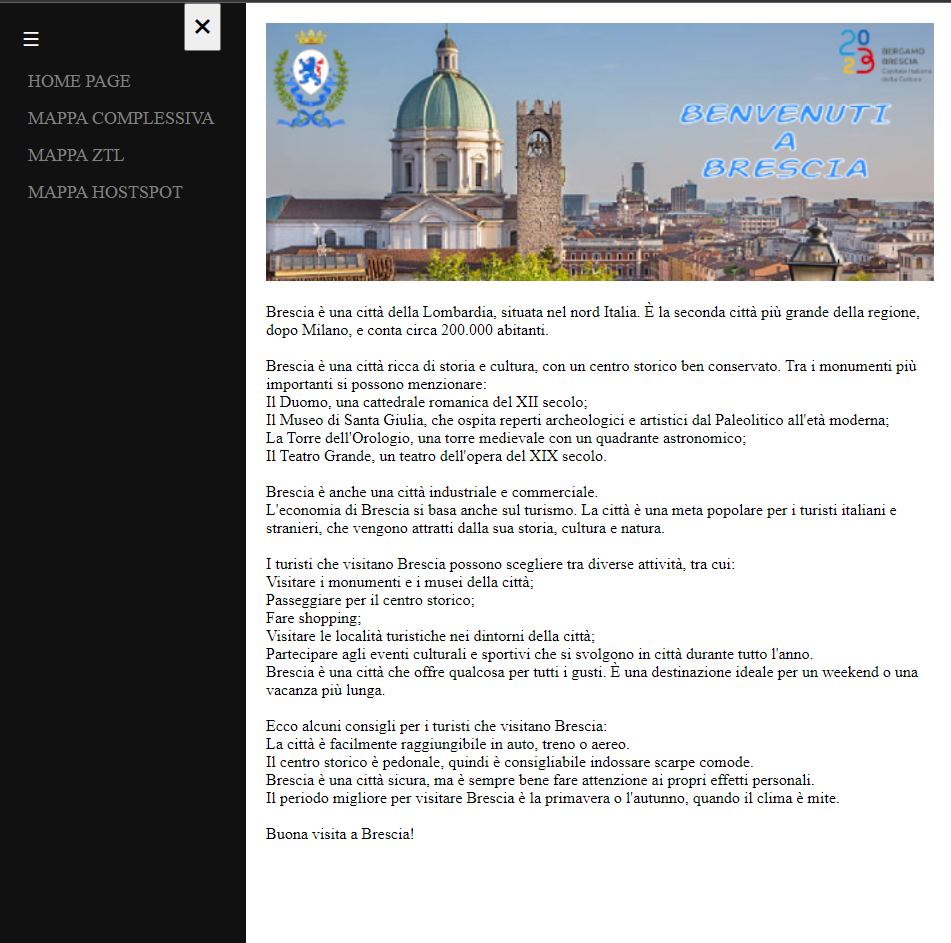 ☰
×
HOME PAGE
MAPPA COMPLESSIVA
MAPPA ZTL
MAPPA HOSTSPOT
2023
BERGAMO
BRESCIA
Capitale Italiana
della Cultura
BENVENUTI
A
BRESCIA
Brescia è una città della Lombardia, situata nel nord Italia. È la seconda città più grande della regione,
dopo Milano, e conta circa 200.000 abitanti.
Brescia è una città ricca di storia e cultura, con un centro storico ben conservato. Tra i monumenti più
importanti si possono menzionare:
Il Duomo, una cattedrale romanica del XII secolo;
Il Museo di Santa Giulia, che ospita reperti archeologici e artistici dal Paleolitico all'età moderna;
La Torre dell'Orologio, una torre medievale con un quadrante astronomico;
Il Teatro Grande, un teatro dell'opera del XIX secolo.
Brescia è anche una città industriale e commerciale.
L'economia di Brescia si basa anche sul turismo. La città è una meta popolare per i turisti italiani e
stranieri, che vengono attratti dalla sua storia, cultura e natura.
I turisti che visitano Brescia possono scegliere tra diverse attività, tra cui:
Visitare i monumenti e i musei della città;
Passeggiare per il centro storico;
Fare shopping;
Visitare le località turistiche nei dintorni della città;
Partecipare agli eventi culturali e sportivi che si svolgono in città durante tutto l'anno.
Brescia è una città che offre qualcosa per tutti i gusti. È una destinazione ideale per un weekend o una
vacanza più lunga.
Ecco alcuni consigli per i turisti che visitano Brescia:
La città è facilmente raggiungibile in auto, treno o aereo.
Il centro storico è pedonale, quindi è consigliabile indossare scarpe comode.
Brescia è una città sicura, ma è sempre bene fare attenzione ai propri effetti personali.
Il periodo migliore per visitare Brescia è la primavera o l'autunno, quando il clima è mite.
Buona visita a Brescia!